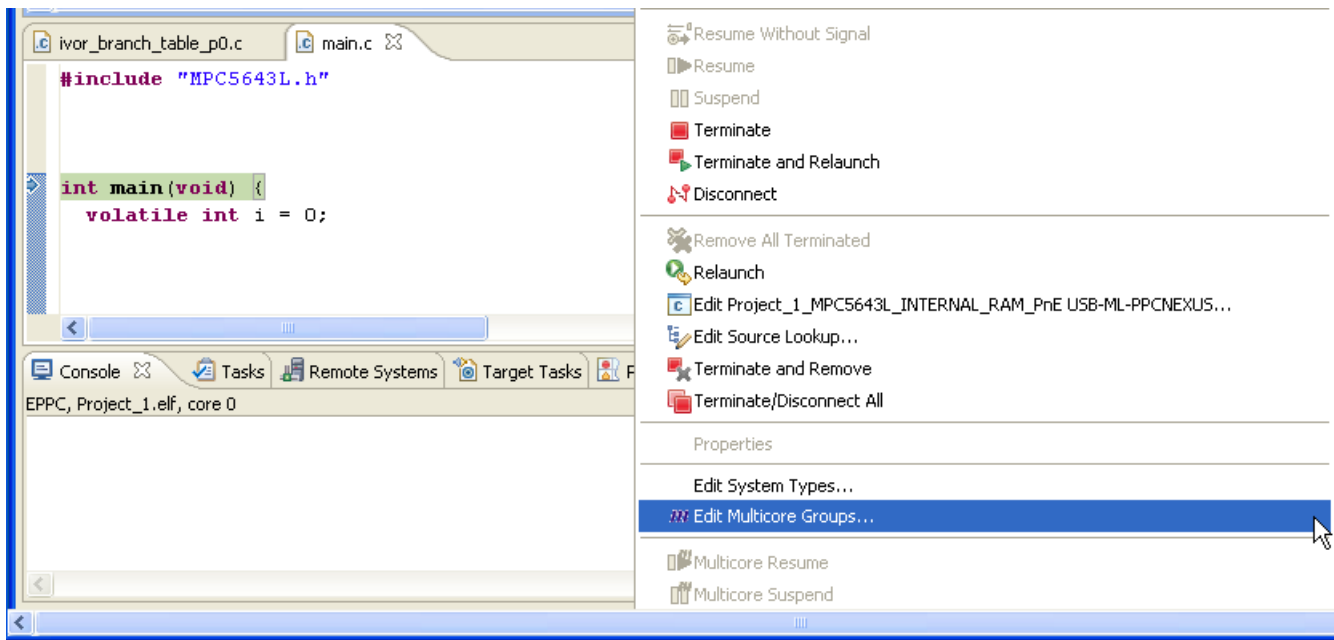 ivor_branch_table_p0.c
main.c
#include "MPC5643L.h"
int main(void) {
volatile int i = 0;
Console
Tasks
Remote Systems
Target Tasks
EPPC, Project_1.elf, core 0
Resume Without Signal
Resume
Suspend
Terminate
Terminate and Relaunch
Disconnect
Remove All Terminated
Relaunch
Edit Project_1_MPC5643L_INTERNAL_RAM_PnE USB-ML-PPCNEXUS...
Edit Source Lookup...
Terminate and Remove
Terminate/Disconnect All
Properties
Edit System Types...
Edit Multicore Groups...
Multicore Resume
Multicore Suspend